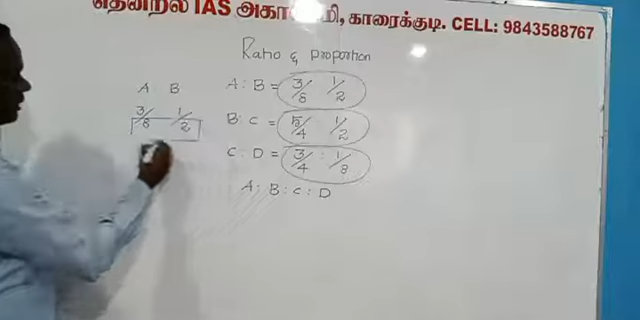 தென்றல் IAS அகாடமி, காரைக்குடி. CELL: 9843588767
Ratio & proportion
A : B = 3/8 1/2
B : C = 5/4 1/2
C : D = 3/4 : 1/8
A : B : C : D
A B
3/8 1/2